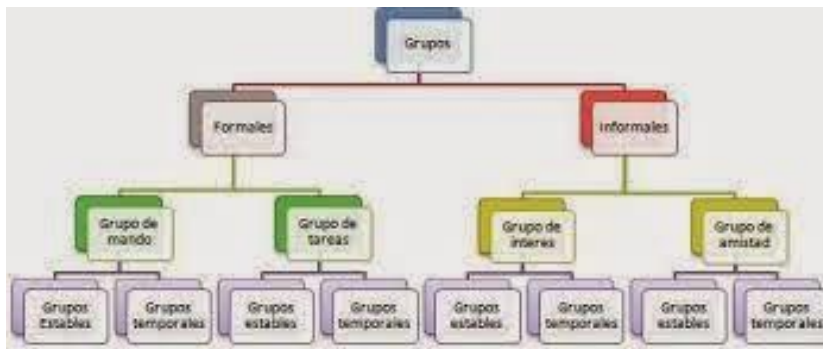 Grupos
Formales
Informales
Grupo de
mando
Grupo de
tareas
Grupo de
interes
Grupo de
amistad
Grupos
Estables
Grupos
temporales
Grupos
estables
Grupos
temporales
Grupos
estables
Grupos
temporales
Grupos
estables
Grupos
temporales